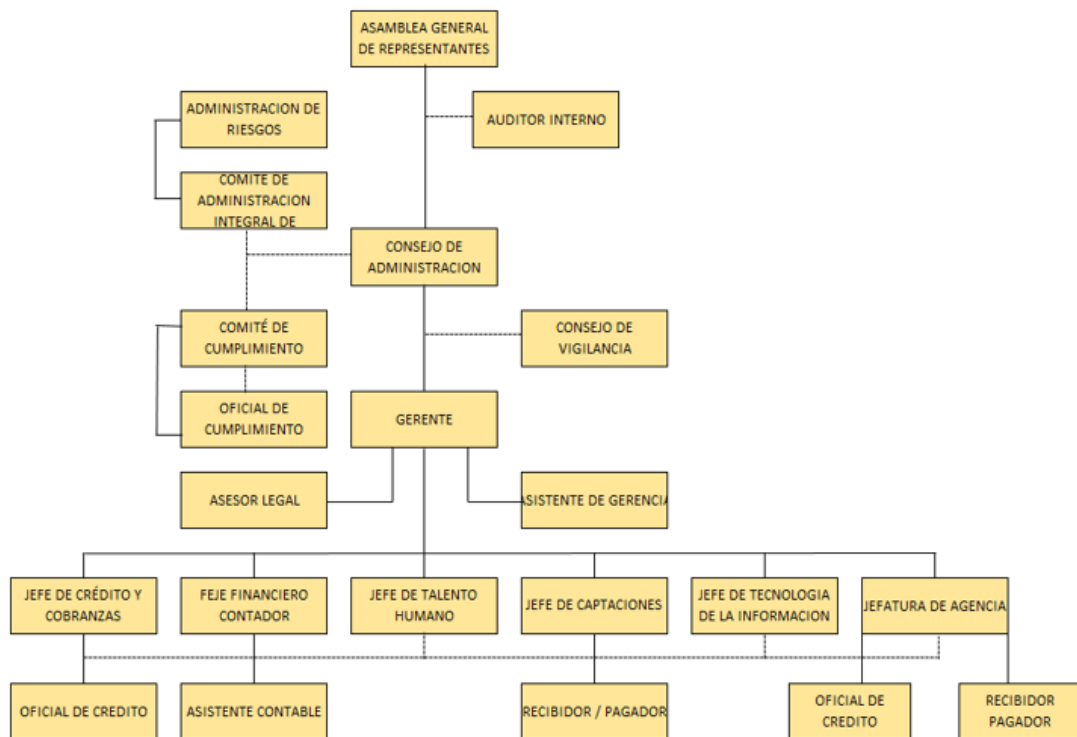 ASAMBLEA GENERAL
DE REPRESENTANTES
ADMINISTRACION DE
RIESGOS
AUDITOR INTERNO
COMITE DE
ADMINISTRACION
INTEGRAL DE
CONSEJO DE
ADMINISTRACION
COMITÉ DE
CUMPLIMIENTO
CONSEJO DE
VIGILANCIA
OFICIAL DE
CUMPLIMIENTO
GERENTE
ASESOR LEGAL
ASISTENTE DE GERENCIA
JEFE DE CRÉDITO Y
COBRANZAS
FEJE FINANCIERO
CONTADOR
JEFE DE TALENTO
HUMANO
JEFE DE CAPTACIONES
JEFE DE TECNOLOGIA
DE LA INFORMACION
JEFATURA DE AGENCIA
OFICIAL DE CREDITO
ASISTENTE CONTABLE
RECIBIDOR / PAGADOR
OFICIAL DE
CREDITO
RECIBIDOR
PAGADOR